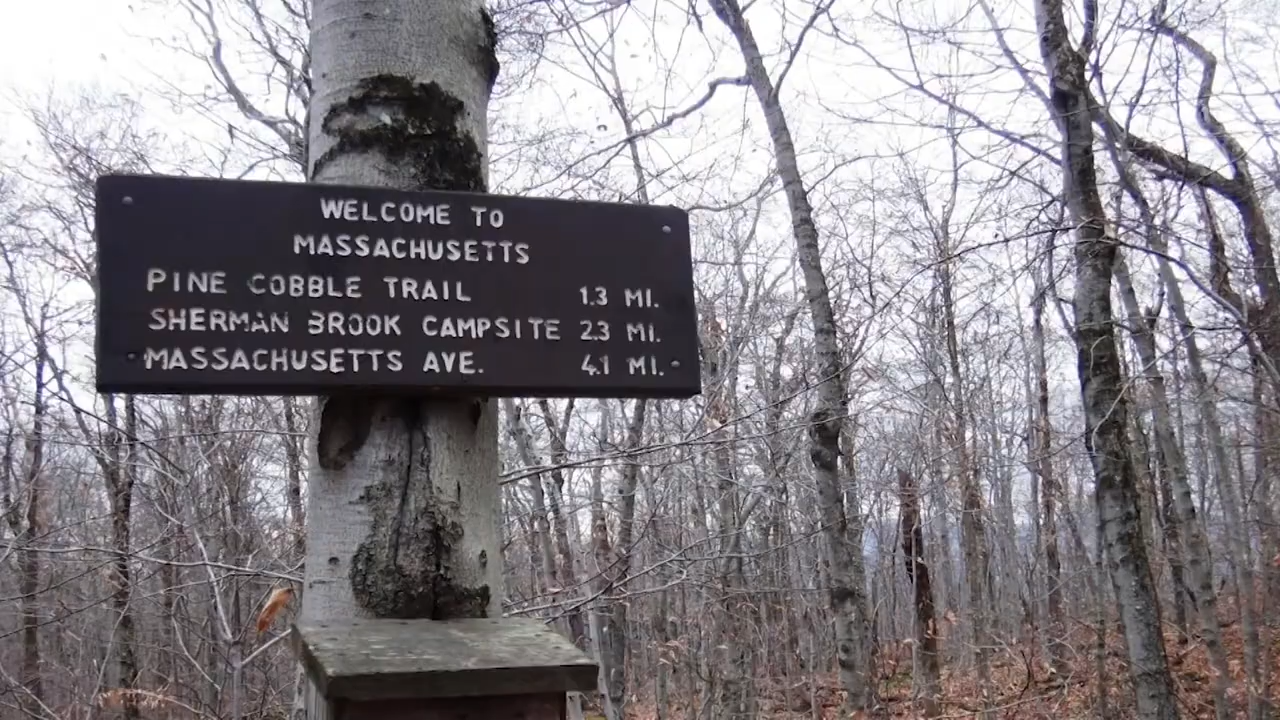 WELCOME TO
MASSACHUSETTS
PINE COBBLE TRAIL 1.3 MI.
SHERMAN BROOK CAMPSITE 2.3 MI.
MASSACHUSETTS AVE. 4.1 MI.